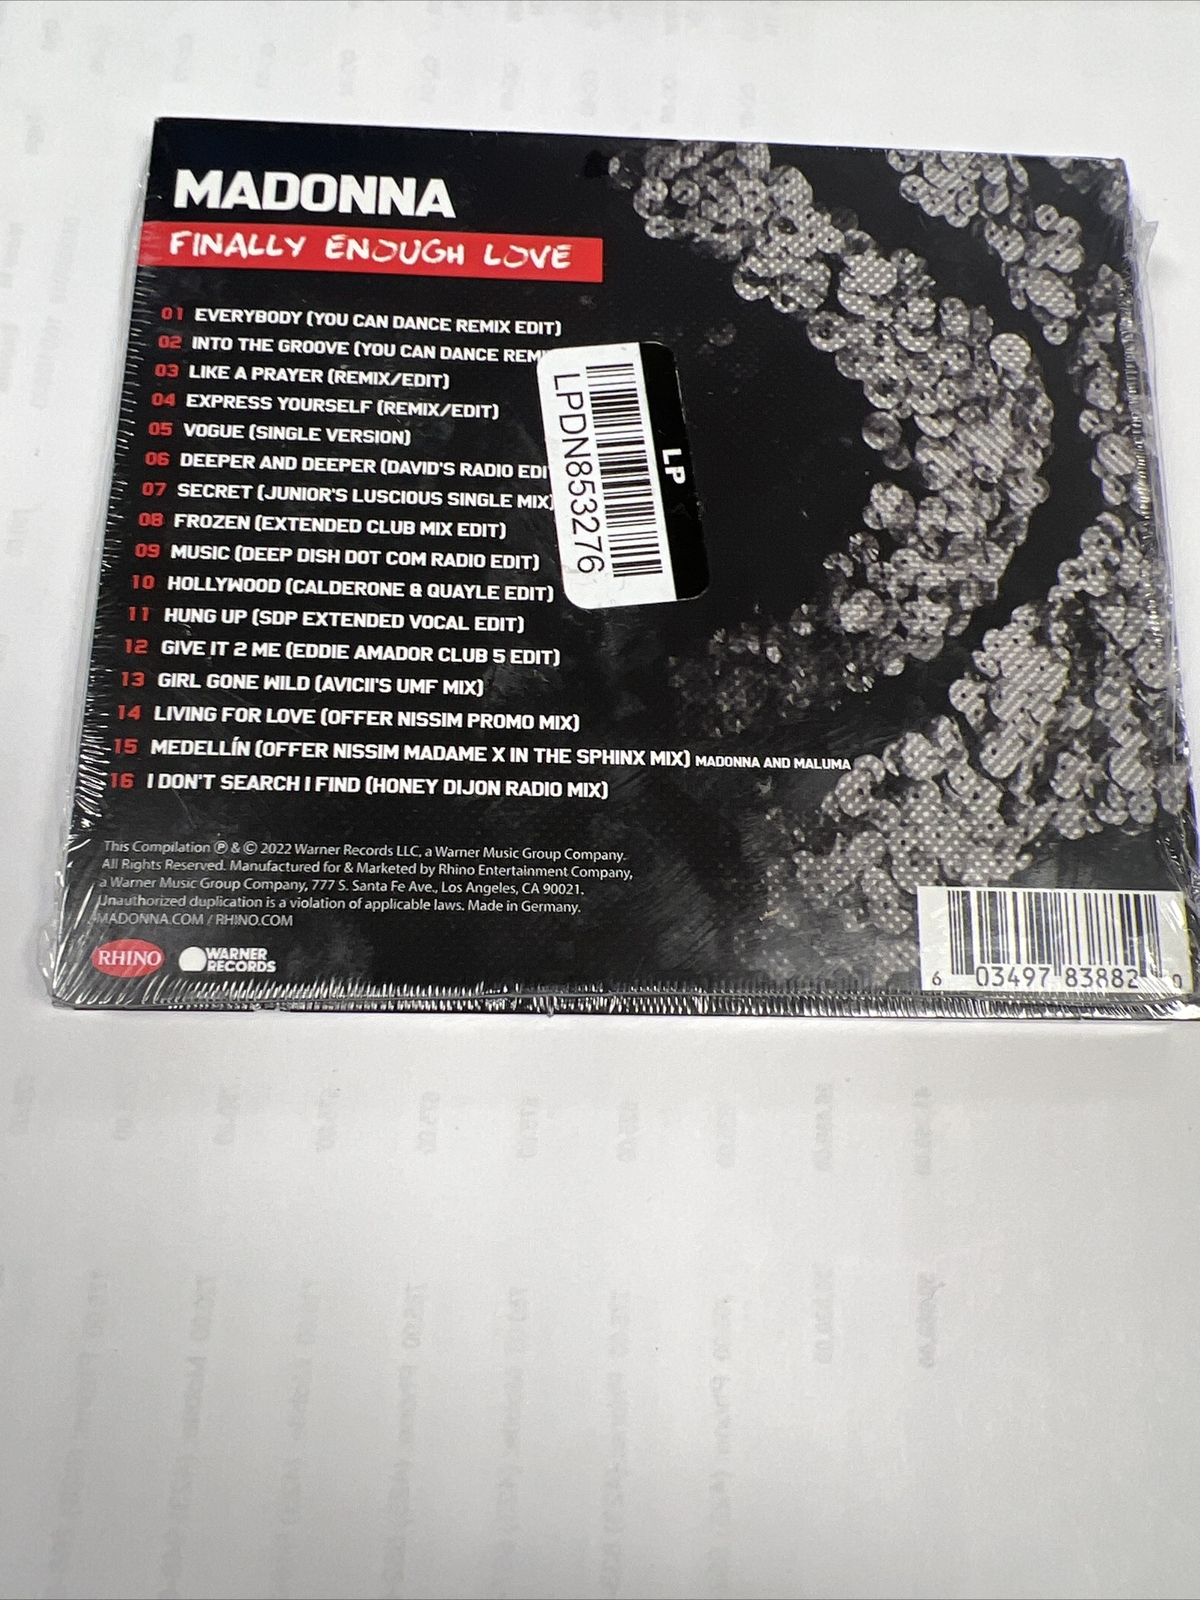 MADONNA
FINALLY ENOUGH LOVE
01 EVERYBODY (YOU CAN DANCE REMIX EDIT)
02 INTO THE GROOVE (YOU CAN DANCE
03 LIKE A PRAYER (REMIX/EDIT)
04 EXPRESS YOURSELF (REMIX/EDIT)
05 VOGUE (SINGLE VERSION)
06 DEEPER AND DEEPER (DAVID'S RADIO
07 SECRET (JUNIOR'S LUSCIOUS SINGLE MIX)
08 FROZEN (EXTENDED CLUB MIX EDIT)
09 MUSIC (DEEP DISH DOT COM RADIO EDIT)
10 HOLLYWOOD (CALDERONE & QUAYLE EDIT)
11 HUNG UP (SDP EXTENDED VOCAL EDIT)
12 GIVE IT 2 ME (EDDIE AMADOR CLUB 5 EDIT)
13 GIRL GONE WILD (AVICII'S UMF MIX)
14 LIVING FOR LOVE (OFFER NISSIM PROMO MIX)
15 MEDELLÍN (OFFER NISSIM MADAME X IN THE SPHINX MIX) MADONNA AND MALUMA
16 I DON'T SEARCH I FIND (HONEY DIJON RADIO MIX)
LP
LPDN853276
This Compilation ℗ & © 2022 Warner Records LLC, a Warner Music Group Company.
All Rights Reserved. Manufactured for & Marketed by Rhino Entertainment Company,
a Warner Music Group Company, 777 S. Santa Fe Ave., Los Angeles, CA 90021.
Unauthorized duplication is a violation of applicable laws. Made in Germany.
MADONNA.COM / RHINO.COM
RHINO
WARNER
RECORDS
6 03497 83882 0